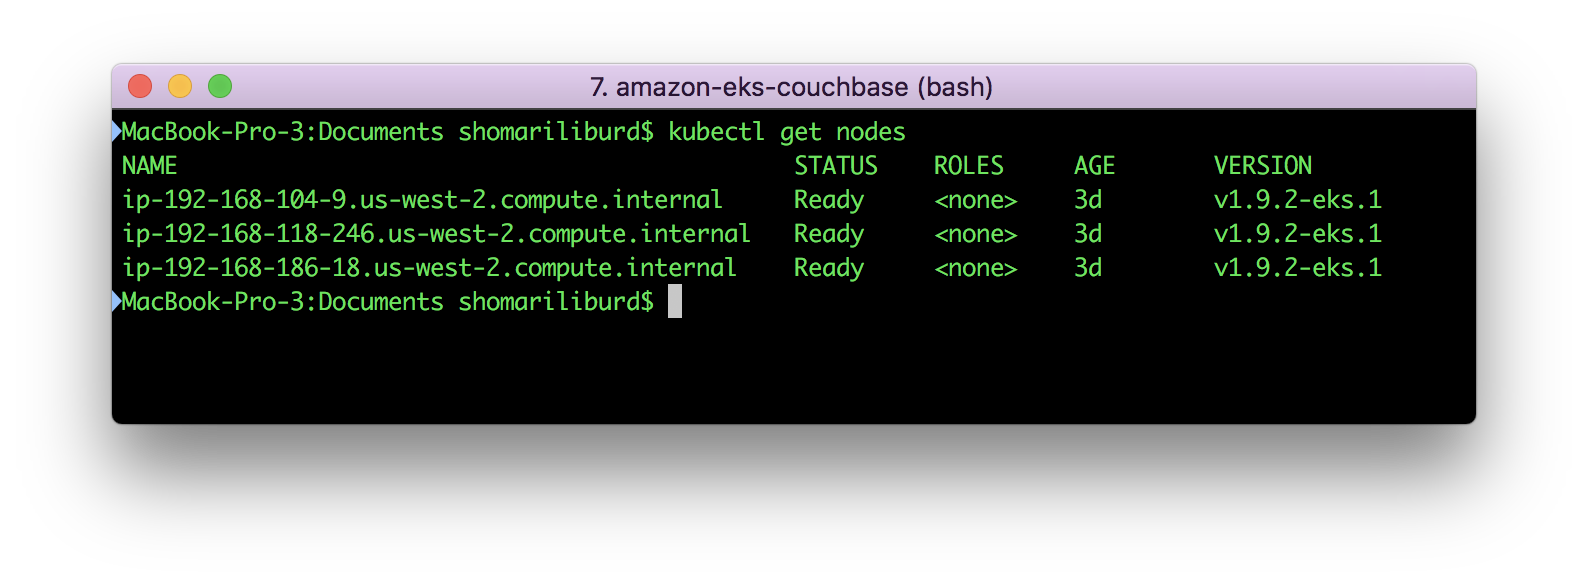 7. amazon-eks-couchbase (bash)
MacBook-Pro-3:Documents shomariliburd$ kubectl get nodes
NAME STATUS ROLES AGE VERSION
ip-192-168-104-9.us-west-2.compute.internal Ready <none> 3d v1.9.2-eks.1
ip-192-168-118-246.us-west-2.compute.internal Ready <none> 3d v1.9.2-eks.1
ip-192-168-186-18.us-west-2.compute.internal Ready <none> 3d v1.9.2-eks.1
MacBook-Pro-3:Documents shomariliburd$